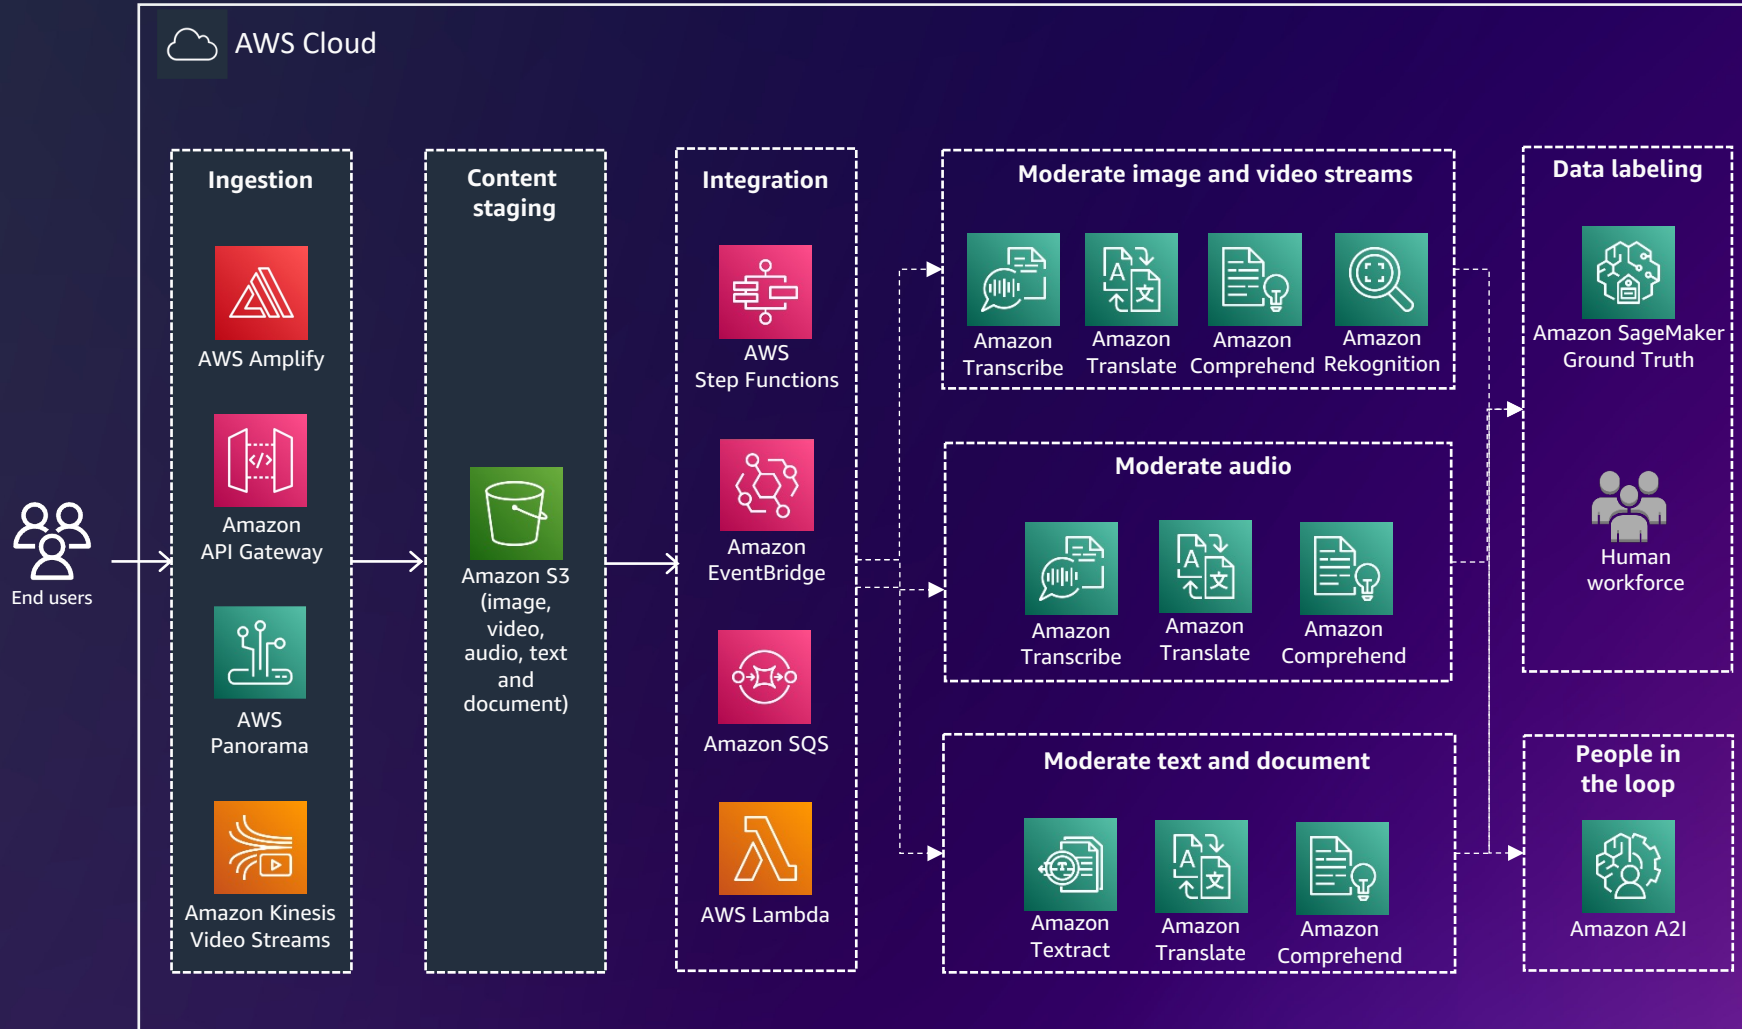 AWS Cloud
End users
Ingestion
AWS Amplify
Amazon
API Gateway
AWS
Panorama
Amazon Kinesis
Video Streams
Content
staging
Amazon S3
(image,
video,
audio, text
and
document)
Integration
AWS
Step Functions
Amazon
EventBridge
Amazon SQS
AWS Lambda
Moderate image and video streams
Amazon
Transcribe
Amazon
Translate
Amazon
Comprehend
Amazon
Rekognition
Moderate audio
Amazon
Transcribe
Amazon
Translate
Amazon
Comprehend
Moderate text and document
Amazon
Textract
Amazon
Translate
Amazon
Comprehend
Data labeling
Amazon SageMaker
Ground Truth
Human
workforce
People in
the loop
Amazon A2I